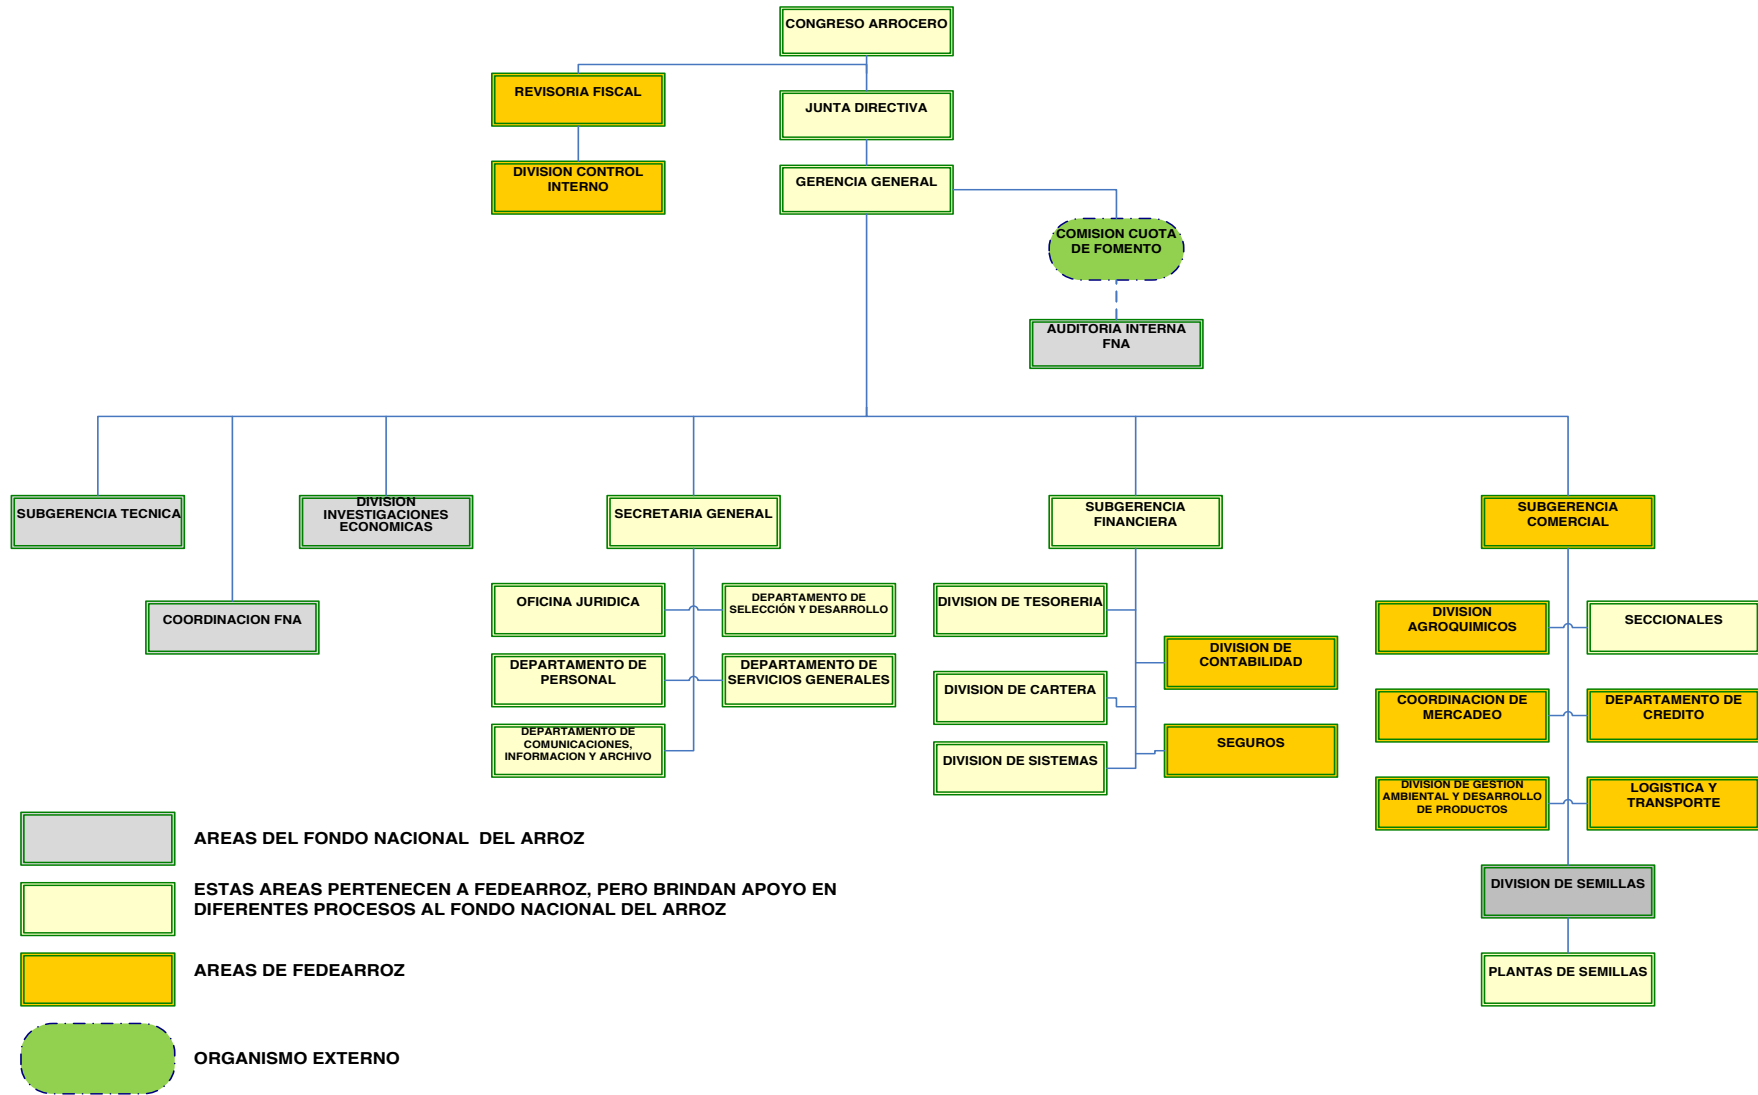 CONGRESO ARROCERO
REVISORIA FISCAL
JUNTA DIRECTIVA
DIVISION CONTROL
INTERNO
GERENCIA GENERAL
COMISION CUOTA
DE FOMENTO
AUDITORIA INTERNA
FNA
SUBGERENCIA TECNICA
DIVISION
INVESTIGACIONES
ECONOMICAS
SECRETARIA GENERAL
SUBGERENCIA
FINANCIERA
SUBGERENCIA
COMERCIAL
COORDINACION FNA
OFICINA JURIDICA
DEPARTAMENTO DE
SELECCIÓN Y DESARROLLO
DEPARTAMENTO DE
PERSONAL
DEPARTAMENTO DE
SERVICIOS GENERALES
DEPARTAMENTO DE
COMUNICACIONES,
INFORMACION Y ARCHIVO
DIVISION DE TESORERIA
DIVISION DE
CONTABILIDAD
DIVISION DE CARTERA
SEGUROS
DIVISION DE SISTEMAS
DIVISION
AGROQUIMICOS
SECCIONALES
COORDINACION DE
MERCADEO
DEPARTAMENTO DE
CREDITO
DIVISION DE GESTION
AMBIENTAL Y DESARROLLO
DE PRODUCTOS
LOGISTICA Y
TRANSPORTE
DIVISION DE SEMILLAS
PLANTAS DE SEMILLAS
AREAS DEL FONDO NACIONAL DEL ARROZ
ESTAS AREAS PERTENECEN A FEDEARROZ, PERO BRINDAN APOYO EN
DIFERENTES PROCESOS AL FONDO NACIONAL DEL ARROZ
AREAS DE FEDEARROZ
ORGANISMO EXTERNO